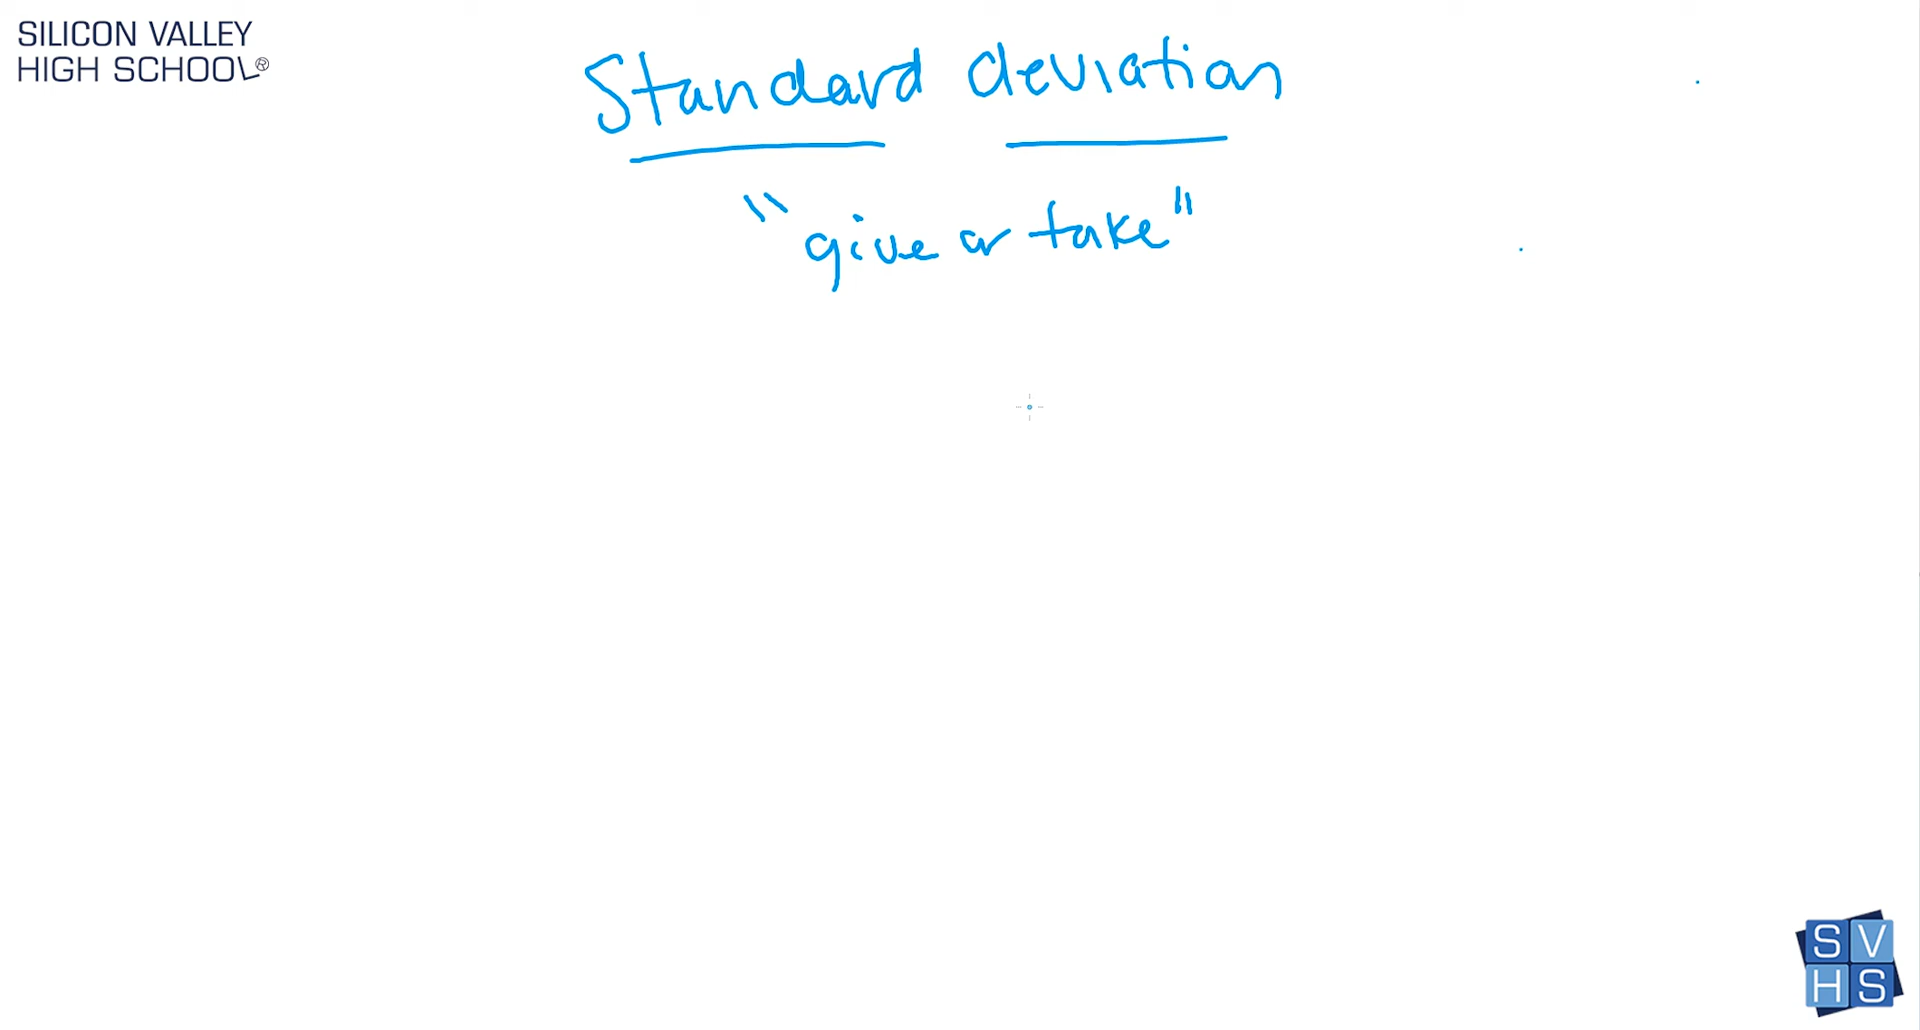 SILICON VALLEY
HIGH SCHOOL®
Standard deviation
"give or take"
SV
HS